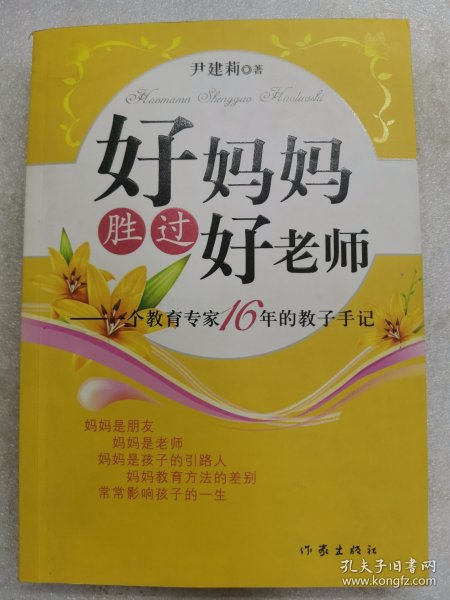 尹建莉◎著
Haomama Shengguo Haolaoshi
好妈妈
胜过
好老师
——一个教育专家16年的教子手记
妈妈是朋友
妈妈是老师
妈妈是孩子的引路人
妈妈教育方法的差别
常常影响孩子的一生
作家出版社
孔夫子旧书网
www.kongfz.com